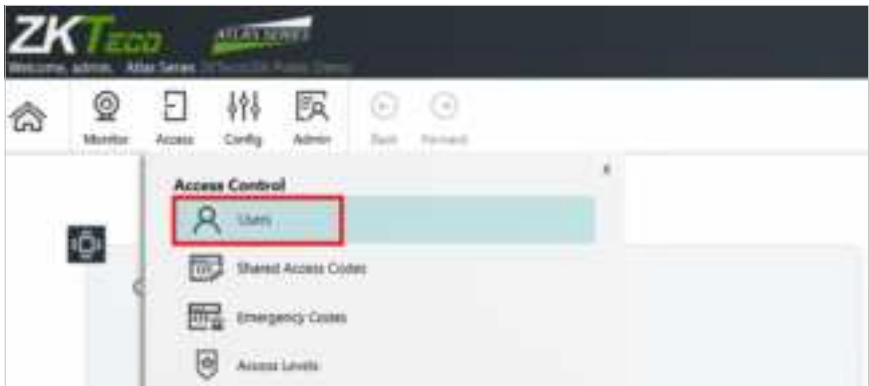 ZKTECO ATLAS SERIES
Welcome, admin. Atlas Series
Monitor Access Config Admin Back Forward
Access Control
Users
Shared Access Codes
Emergency Codes
Access Levels